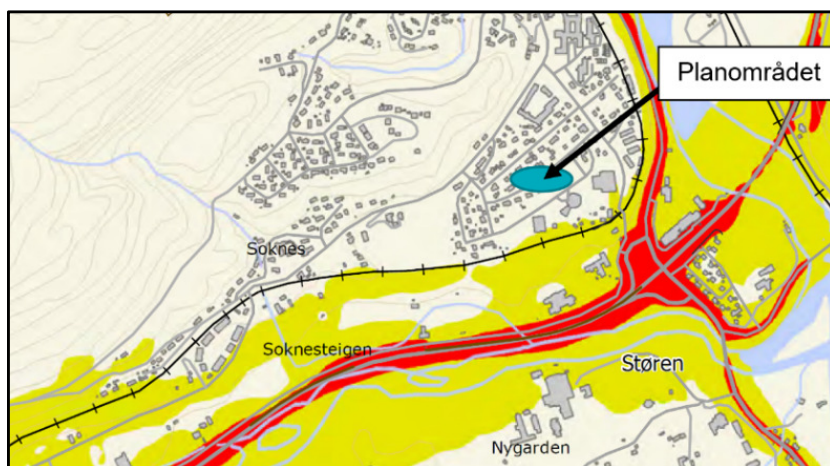 Planområdet
Soknes
Soknesteigen
Støren
Nygarden